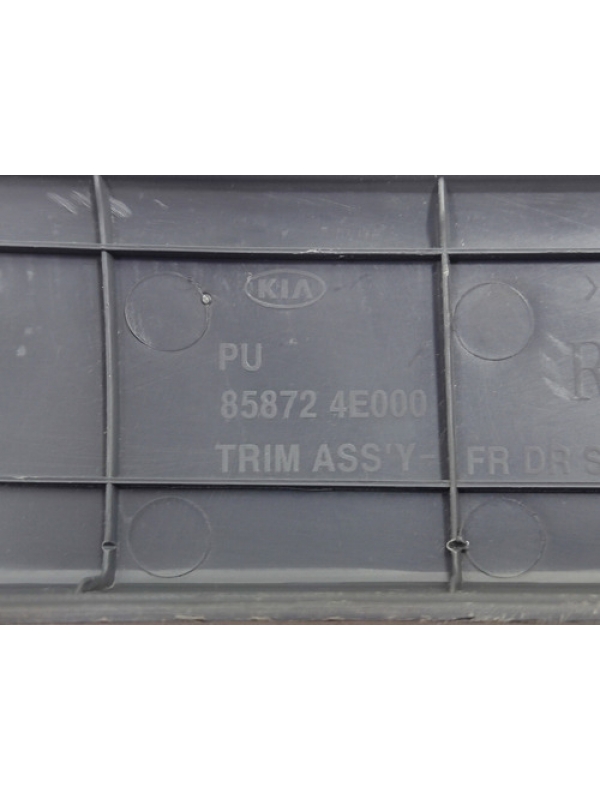 KIA
PU
85872 4E000
TRIM ASS'Y- FR DR S
R